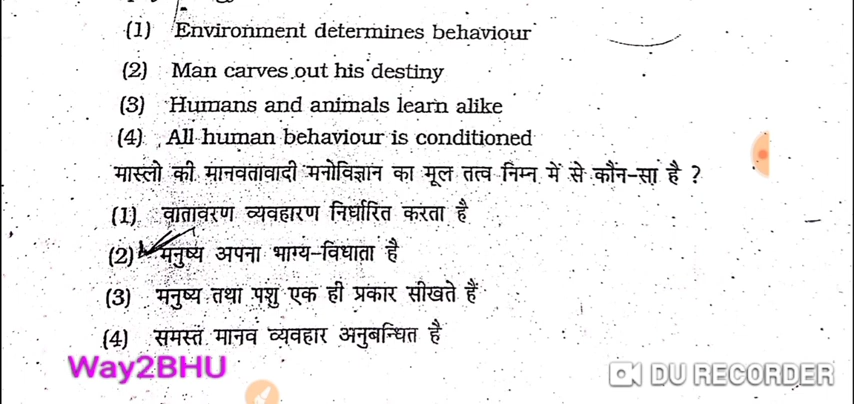 (1) Environment determines behaviour
(2) Man carves out his destiny
(3) Humans and animals learn alike
(4) All human behaviour is conditioned
मास्लो की मानवतावादी मनोविज्ञान का मूल तत्व निम्न में से कौन-सा है ?
(1) वातावरण व्यवहारण निर्धारित करता है
(2) मनुष्य अपना भाग्य-विधाता है
(3) मनुष्य तथा पशु एक ही प्रकार सीखते हैं
(4) समस्त मानव व्यवहार अनुबन्धित है
Way2BHU
DU RECORDER